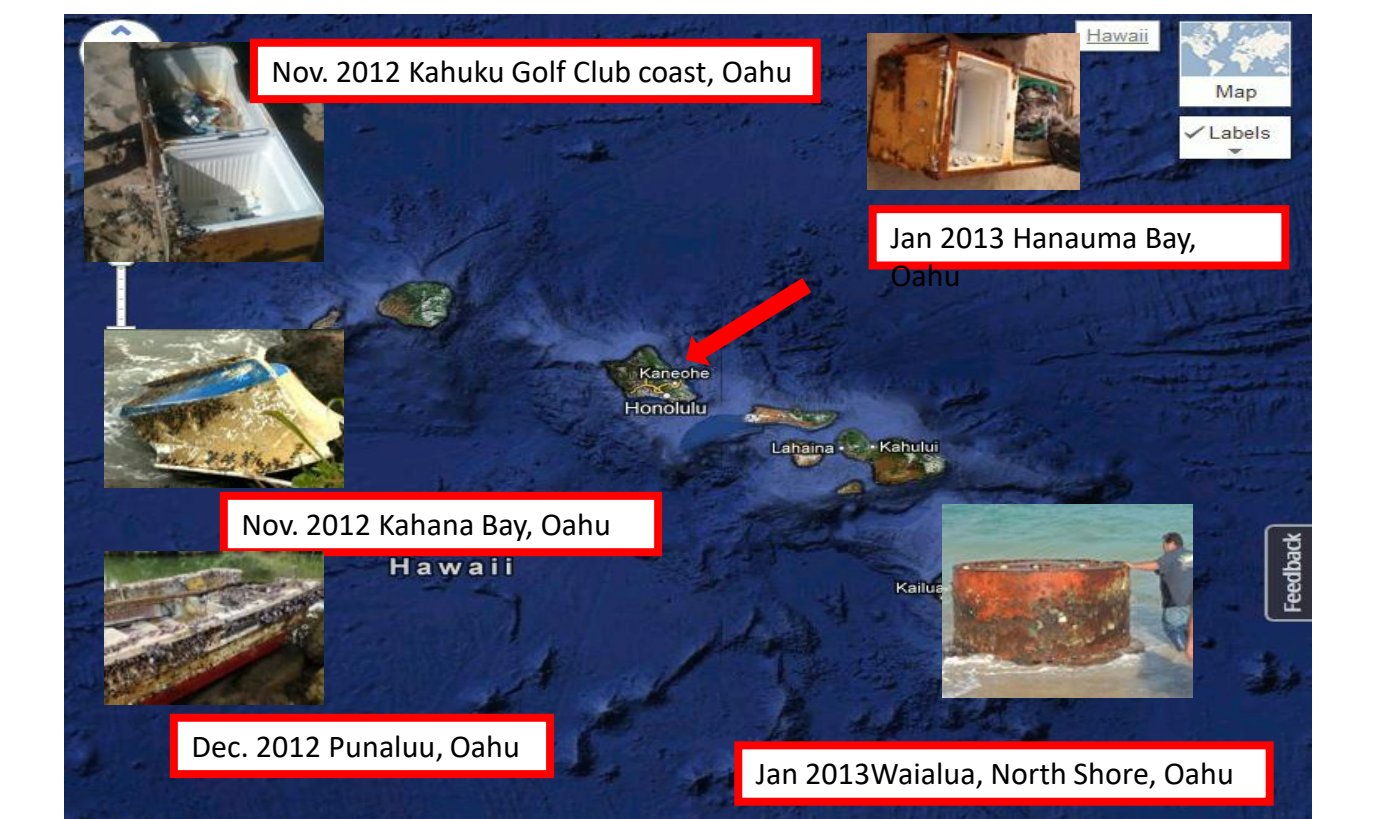 Nov. 2012 Kahuku Golf Club coast, Oahu
Hawaii
Map
Labels
Jan 2013 Hanauma Bay,
Oahu
Kaneohe
Honolulu
Lahaina
Kahului
Nov. 2012 Kahana Bay, Oahu
Hawaii
Kailua
Feedback
Dec. 2012 Punaluu, Oahu
Jan 2013Waialua, North Shore, Oahu